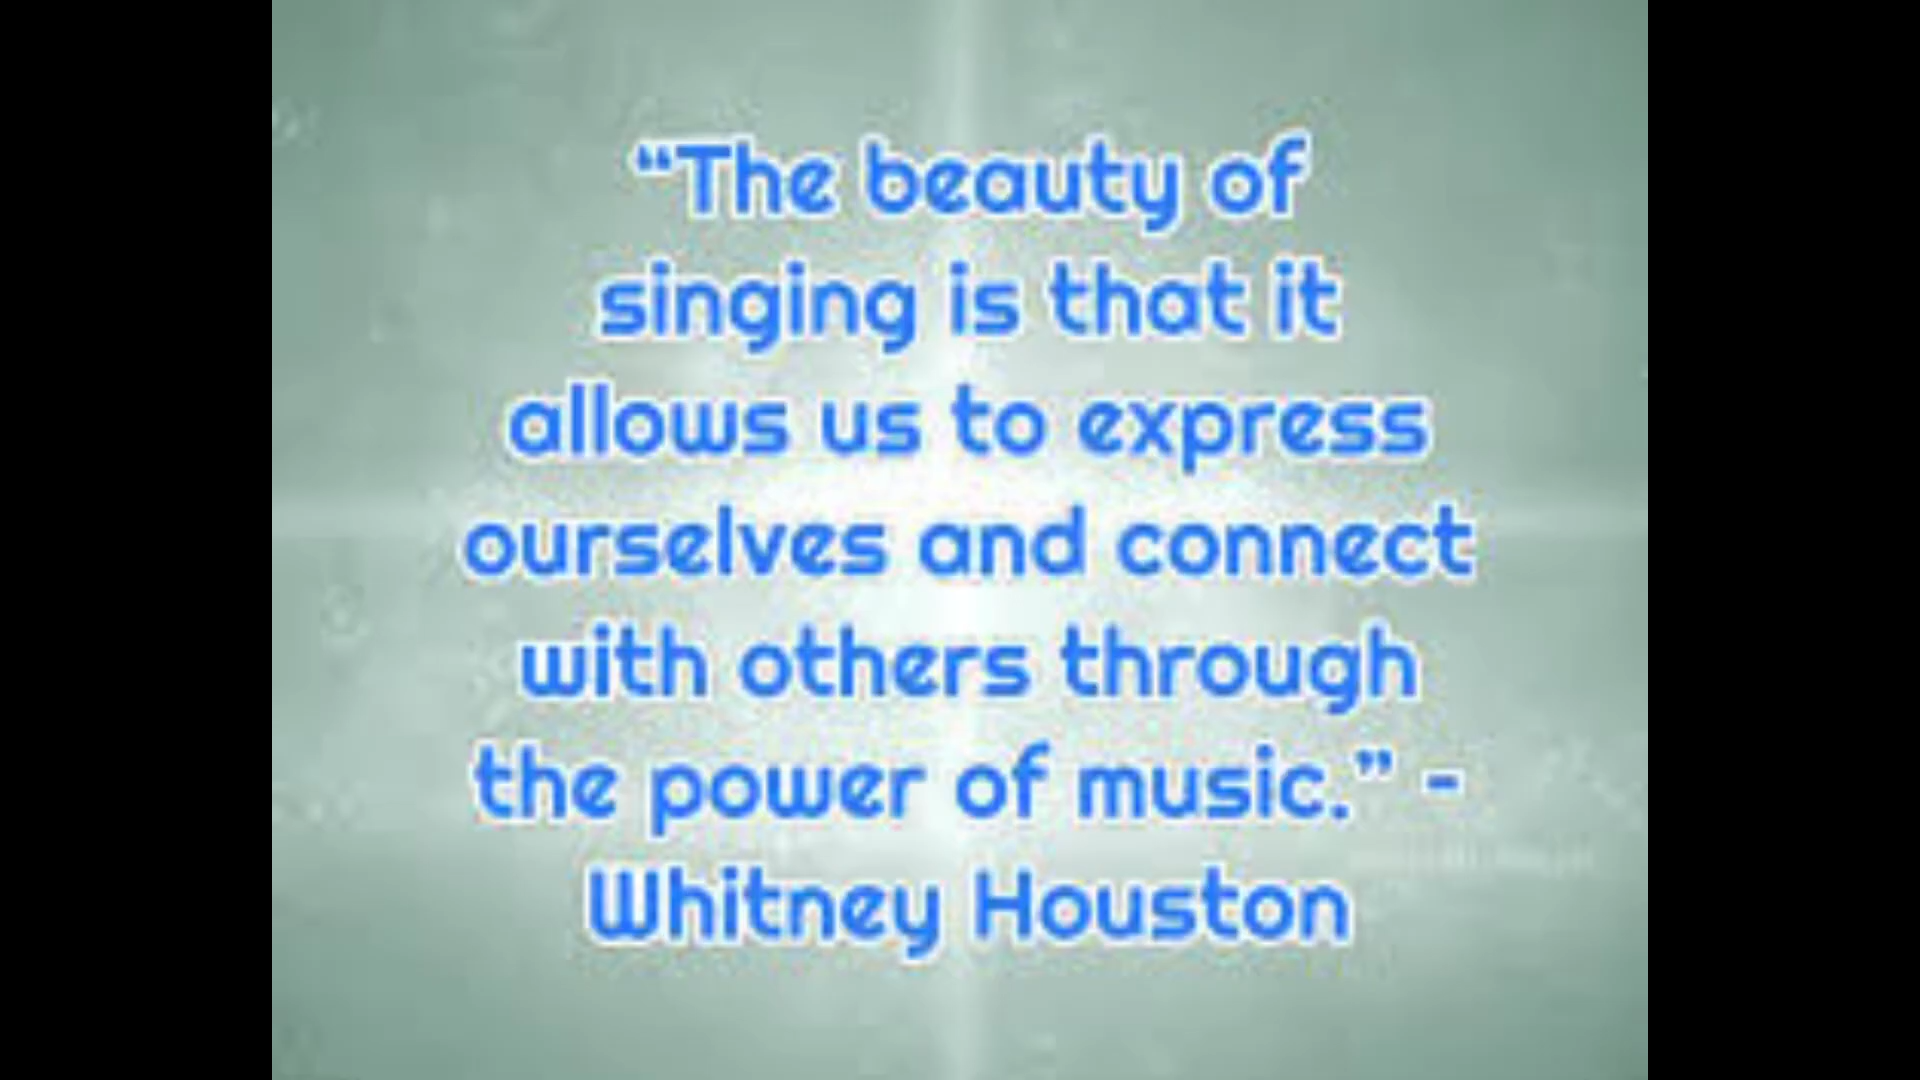 “The beauty of
singing is that it
allows us to express
ourselves and connect
with others through
the power of music.” -
Whitney Houston